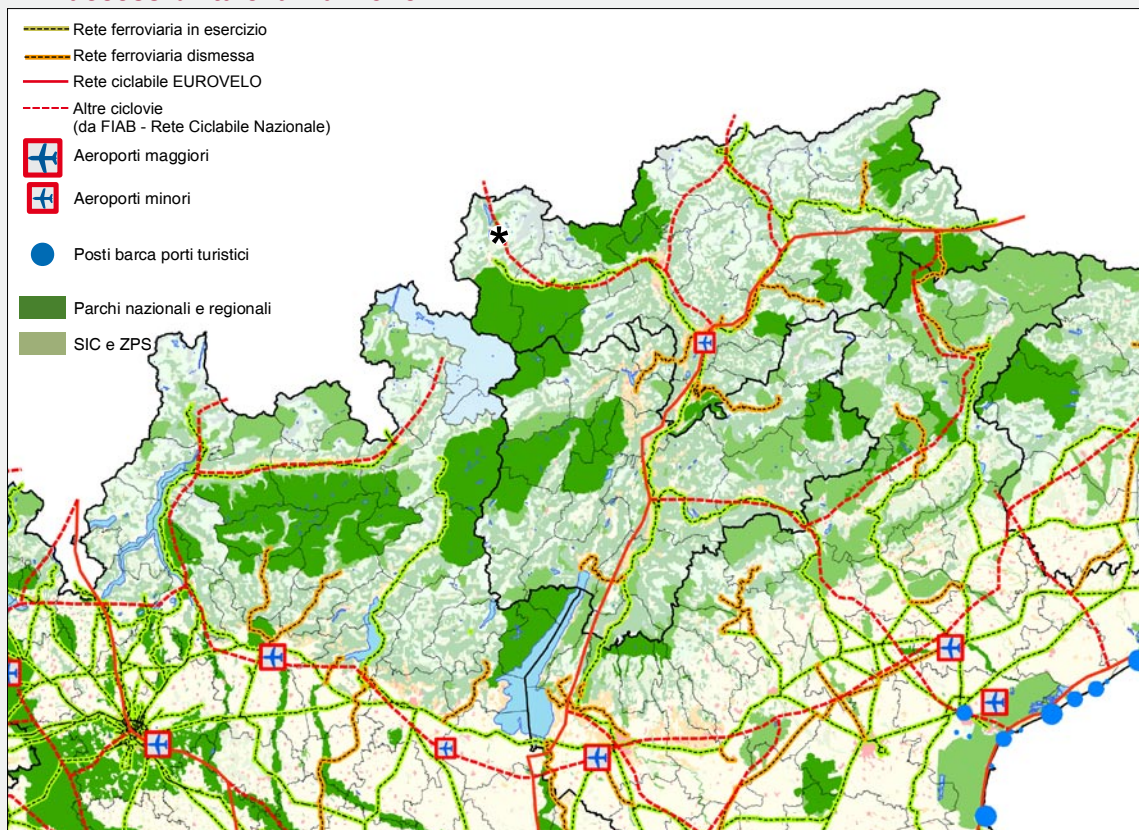 Rete ferroviaria in esercizio
Rete ferroviaria dismessa
Rete ciclabile EUROVELO
Altre ciclovie
(da FIAB - Rete Ciclabile Nazionale)
Aeroporti maggiori
Aeroporti minori
Posti barca porti turistici
Parchi nazionali e regionali
SIC e ZPS
*